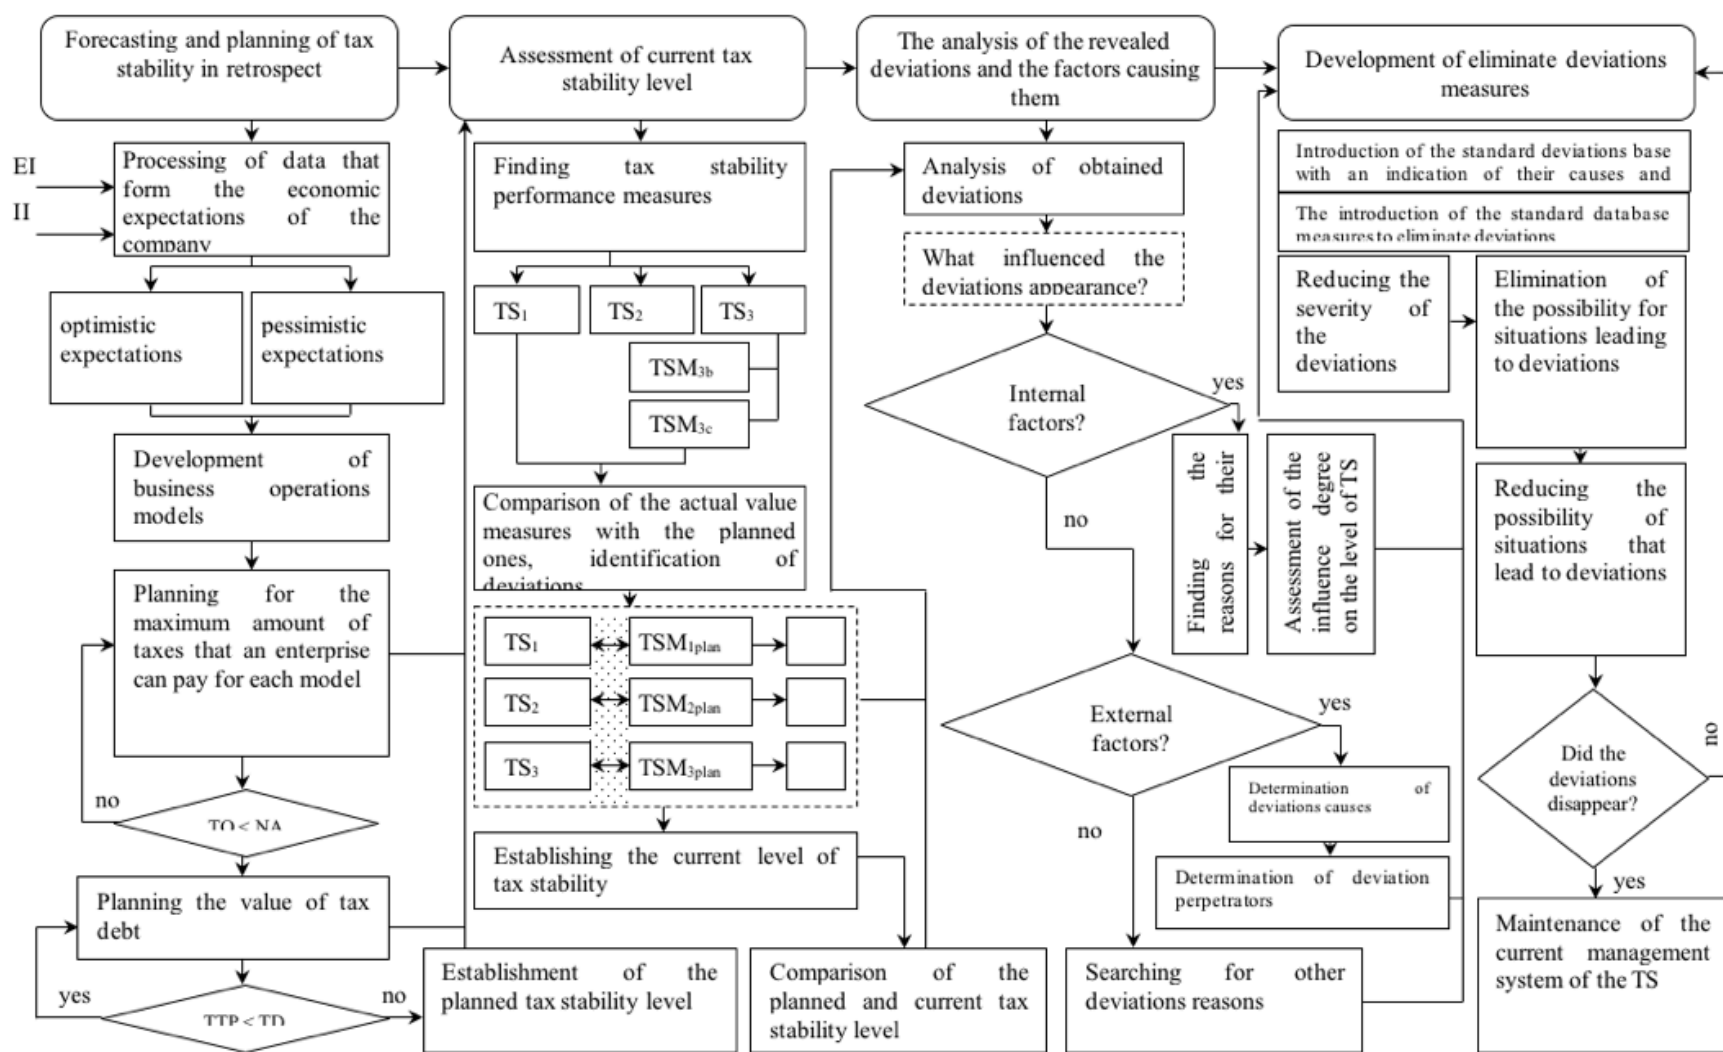 Forecasting and planning of tax
stability in retrospect
EI
II
Processing of data that
form the economic
expectations of the
company
optimistic
expectations
pessimistic
expectations
Development of
business operations
models
Planning for the
maximum amount of
taxes that an enterprise
can pay for each model
no
TO < NA
Planning the value of tax
debt
yes
TTP < TD
no
Assessment of current tax
stability level
Finding tax stability
performance measures
TS1
TS2
TS3
TSM3b
TSM3c
Comparison of the actual value
measures with the planned
ones, identification of
deviations
TS1
TSM1plan
TS2
TSM2plan
TS3
TSM3plan
Establishing the current level of
tax stability
Establishment of the
planned tax stability level
Comparison of the
planned and current tax
stability level
The analysis of the revealed
deviations and the factors causing
them
Analysis of obtained
deviations
What influenced the
deviations appearance?
Internal
factors?
yes
no
Finding the
reasons for their
Assessment of the
influence degree
on the level of TS
External
factors?
yes
no
Determination of
deviations causes
Determination of deviation
perpetrators
Searching for other
deviations reasons
Development of eliminate deviations
measures
Introduction of the standard deviations base
with an indication of their causes and
The introduction of the standard database
measures to eliminate deviations
Reducing the
severity of
the
deviations
Elimination of
the possibility for
situations leading
to deviations
Reducing the
possibility of
situations that
lead to deviations
Did the
deviations
disappear?
no
yes
Maintenance of the
current management
system of the TS